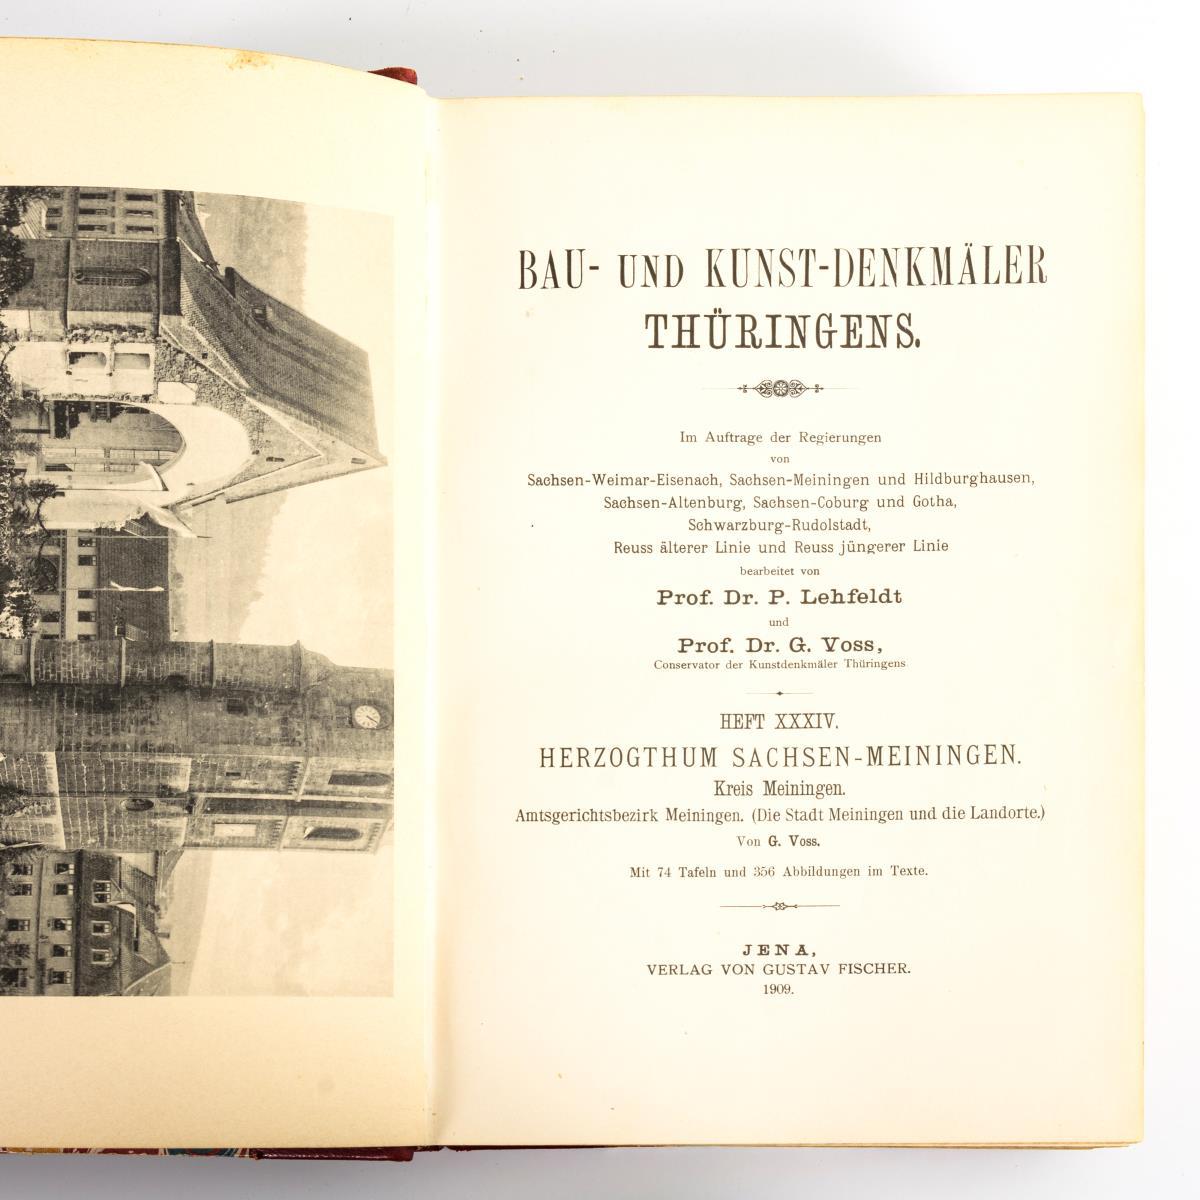 BAU- UND KUNST-DENKMÄLER
THÜRINGENS.
Im Auftrage der Regierungen
von
Sachsen-Weimar-Eisenach, Sachsen-Meiningen und Hildburghausen,
Sachsen-Altenburg, Sachsen-Coburg und Gotha,
Schwarzburg-Rudolstadt,
Reuss älterer Linie und Reuss jüngerer Linie
bearbeitet von
Prof. Dr. P. Lehfeldt
und
Prof. Dr. G. Voss,
Conservator der Kunstdenkmäler Thüringens
HEFT XXXIV.
HERZOGTHUM SACHSEN-MEININGEN.
Kreis Meiningen.
Amtsgerichtsbezirk Meiningen. (Die Stadt Meiningen und die Landorte.)
Von G. Voss.
Mit 74 Tafeln und 356 Abbildungen im Texte.
JENA,
VERLAG VON GUSTAV FISCHER.
1909.